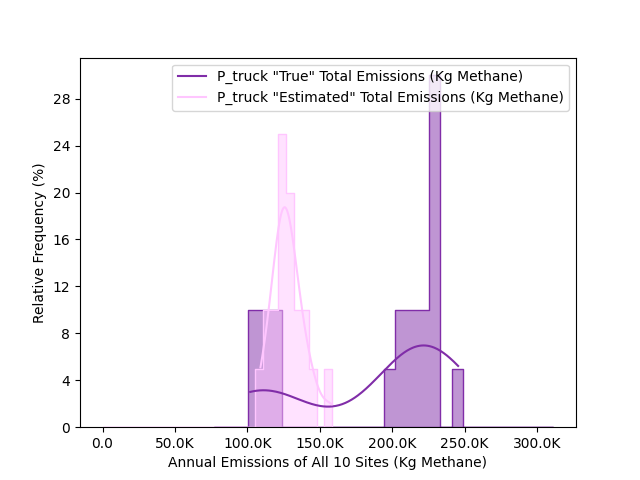 P_truck "True" Total Emissions (Kg Methane)
P_truck "Estimated" Total Emissions (Kg Methane)
28
24
20
16
12
8
4
0
Relative Frequency (%)
0.0 50.0K 100.0K 150.0K 200.0K 250.0K 300.0K
Annual Emissions of All 10 Sites (Kg Methane)